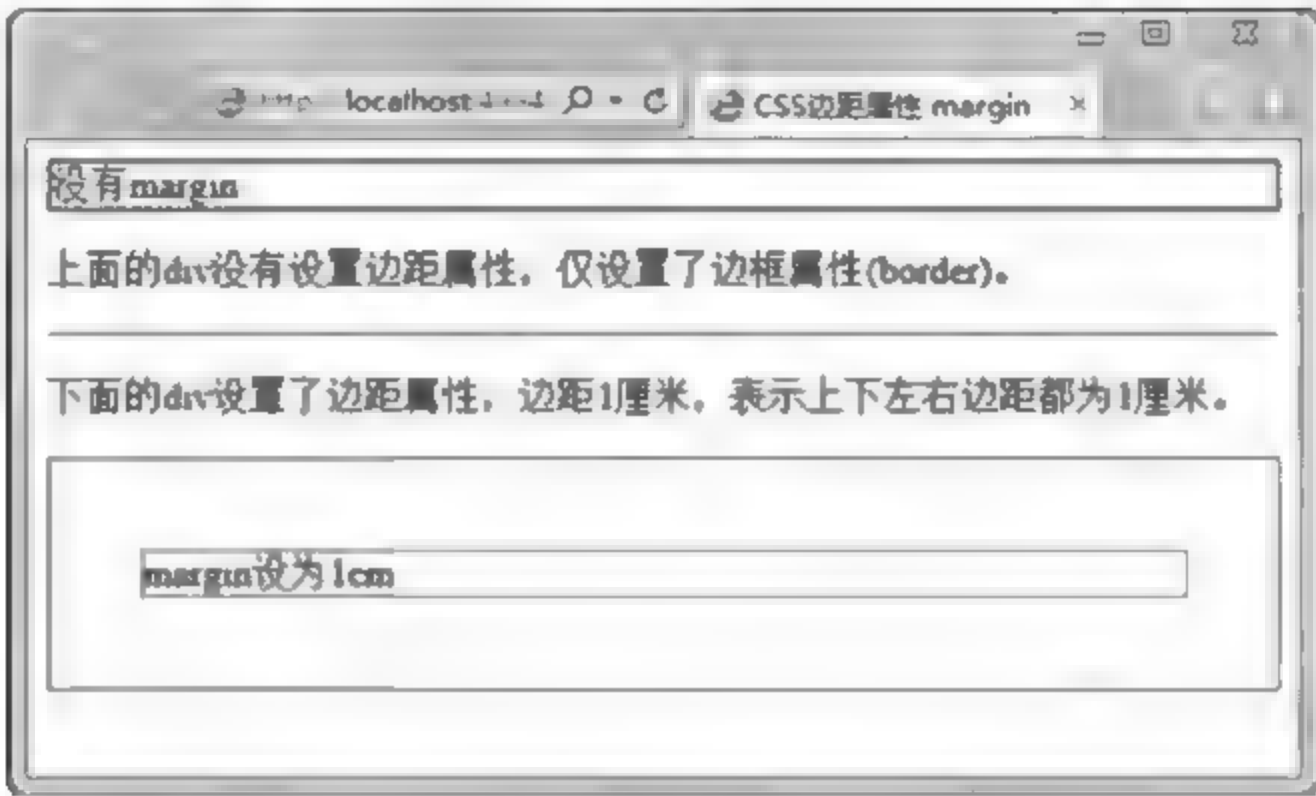 locathost
CSS边距属性 margin
没有margin
上面的div没有设置边距属性，仅设置了边框属性(border)。
下面的div设置了边距属性，边距1厘米，表示上下左右边距都为1厘米。
margin设为1cm